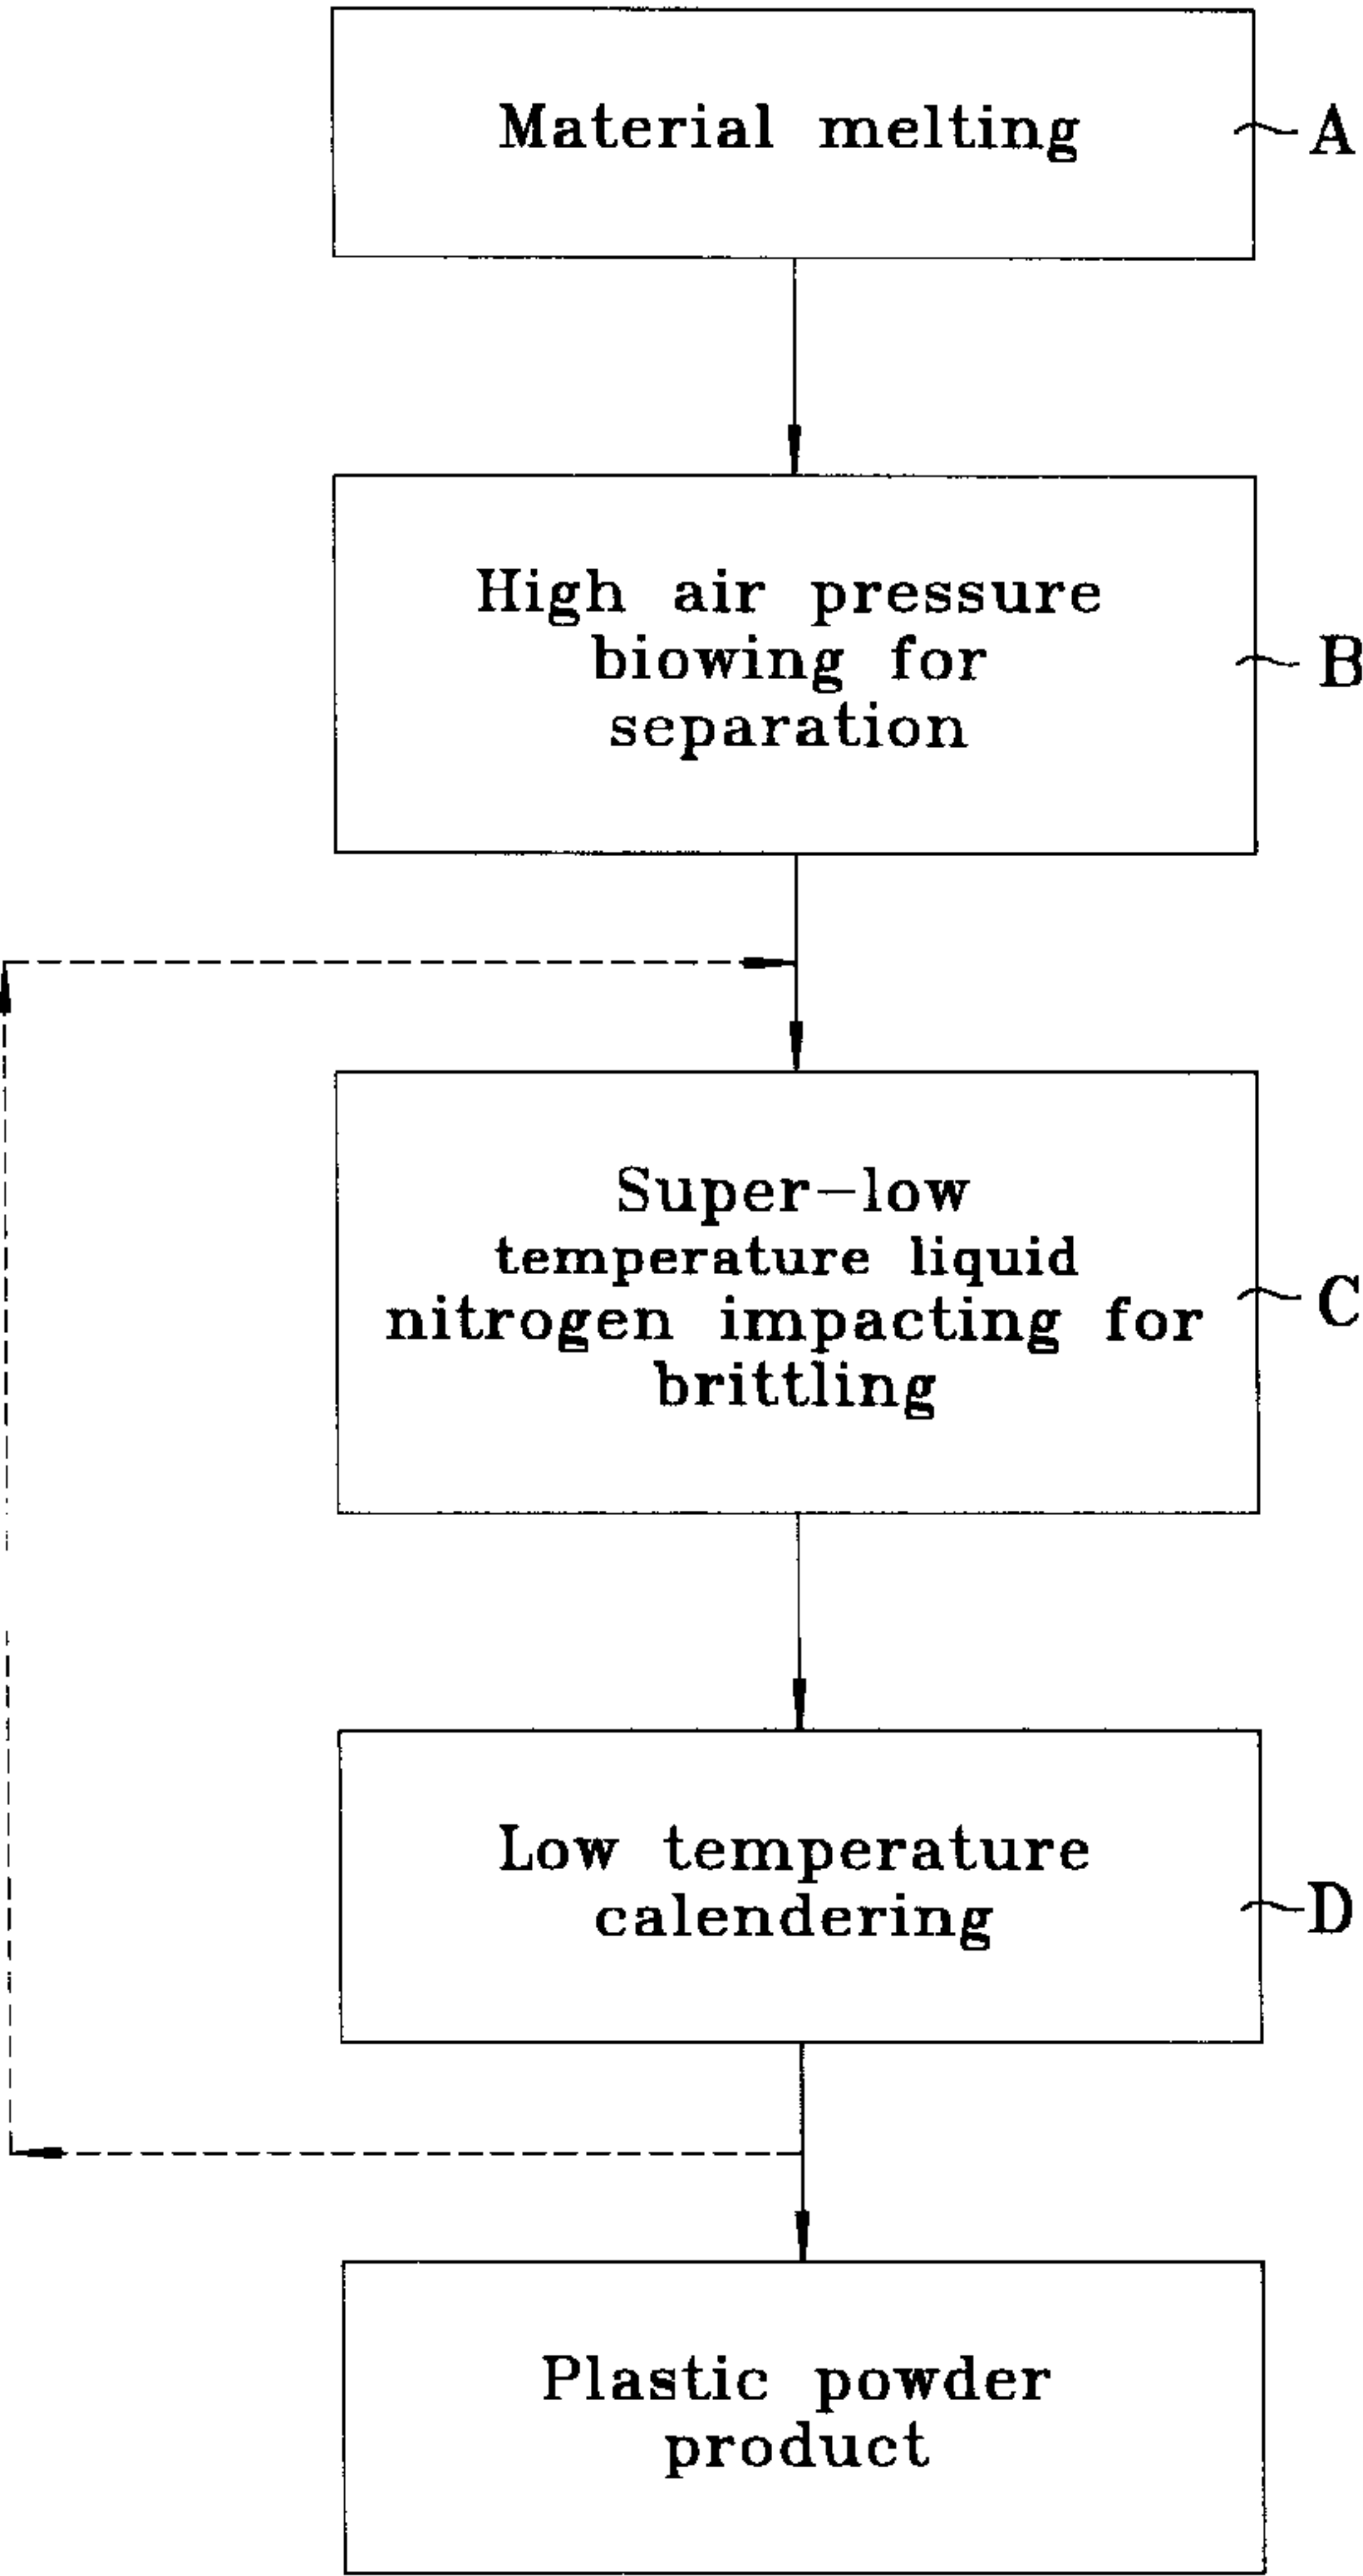 Material melting
A
High air pressure
biowing for
separation
B
Super-low
temperature liquid
nitrogen impacting for
brittling
C
Low temperature
calendering
D
Plastic powder
product